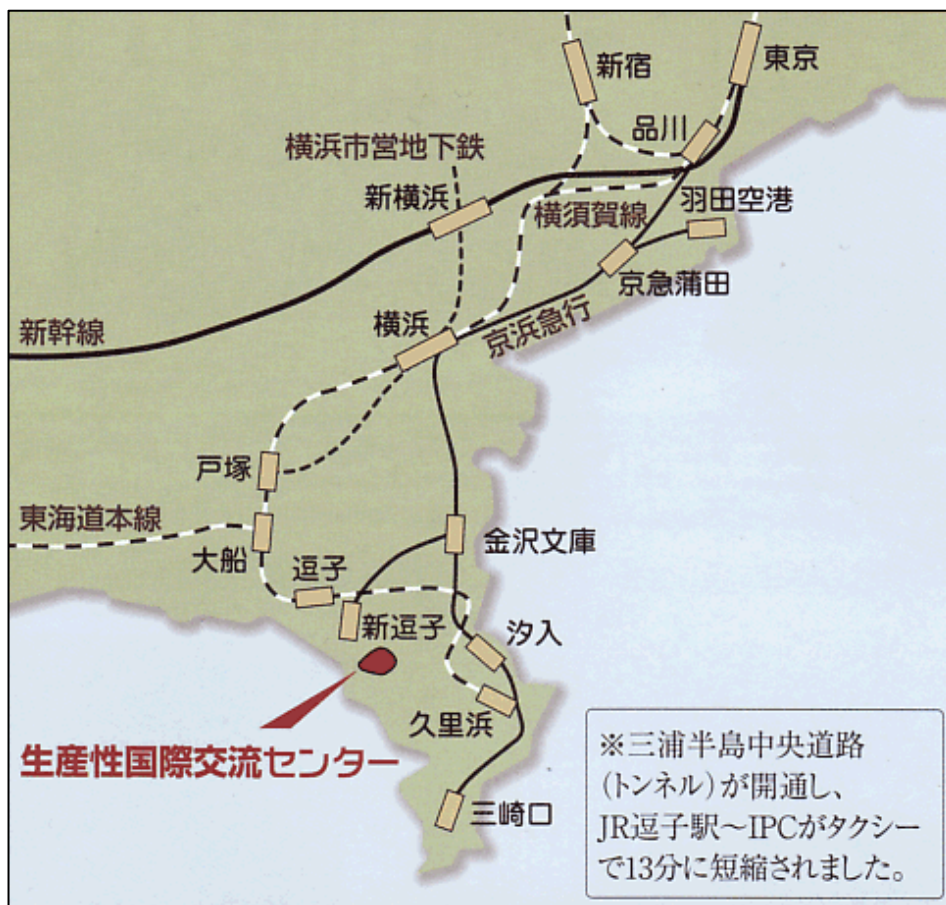 東京
新宿
品川
横浜市営地下鉄
新横浜
横須賀線
羽田空港
京急蒲田
新幹線
横浜
京浜急行
戸塚
東海道本線
大船
金沢文庫
逗子
新逗子
汐入
久里浜
生産性国際交流センター
三崎口
※三浦半島中央道路
(トンネル)が開通し、
JR逗子駅～IPCがタクシー
で13分に短縮されました。